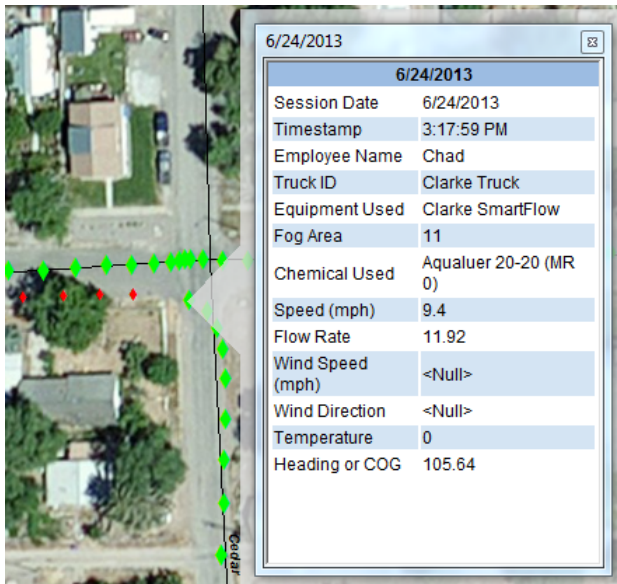 6/24/2013
6/24/2013
Session Date 6/24/2013
Timestamp 3:17:59 PM
Employee Name Chad
Truck ID Clarke Truck
Equipment Used Clarke SmartFlow
Fog Area 11
Chemical Used Aqualuer 20-20 (MR
0)
Speed (mph) 9.4
Flow Rate 11.92
Wind Speed
(mph) <Null>
Wind Direction <Null>
Temperature 0
Heading or COG 105.64
Cedar